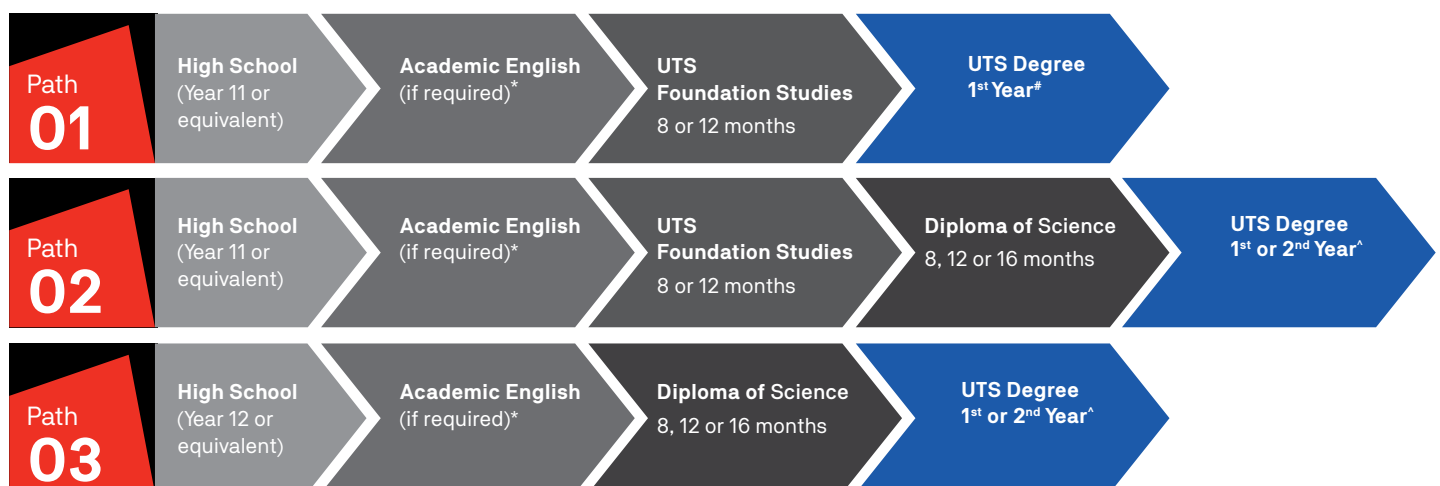 Path
01
High School
(Year 11 or
equivalent)
Academic English
(if required)*
UTS
Foundation Studies
8 or 12 months
UTS Degree
1st Year#
Path
02
High School
(Year 11 or
equivalent)
Academic English
(if required)*
UTS
Foundation Studies
8 or 12 months
Diploma of Science
8, 12 or 16 months
UTS Degree
1st or 2nd Year^
Path
03
High School
(Year 12 or
equivalent)
Academic English
(if required)*
Diploma of Science
8, 12 or 16 months
UTS Degree
1st or 2nd Year^